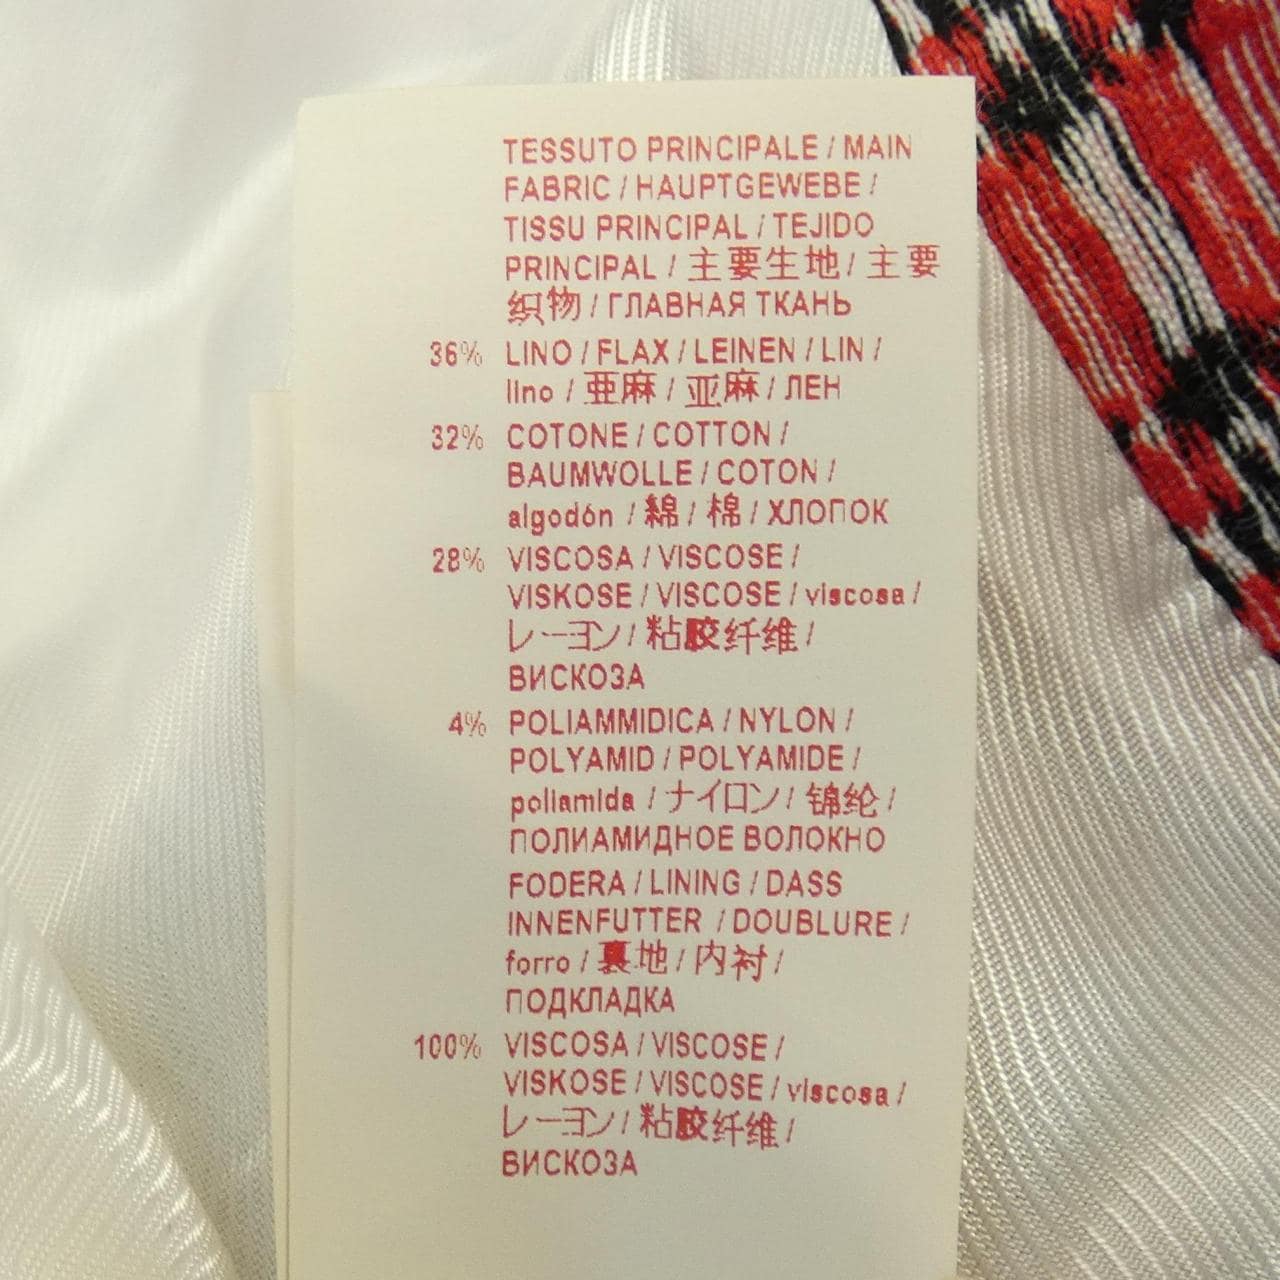 TESSUTO PRINCIPALE / MAIN
FABRIC / HAUPTGEWEBE /
TISSU PRINCIPAL / TEJIDO
PRINCIPAL / 主要生地 / 主要
织物 / ГЛАВНАЯ ТКАНЬ
36% LINO / FLAX / LEINEN / LIN /
lino / 亜麻 / 亚麻 / ЛЕН
32% COTONE / COTTON /
BAUMWOLLE / COTON /
algodón / 綿 / 棉 / ХЛОПОК
28% VISCOSA / VISCOSE /
VISKOSE / VISCOSE / viscosa /
レーヨン / 粘胶纤维 /
ВИСКОЗА
4% POLIAMMIDICA / NYLON /
POLYAMID / POLYAMIDE /
poliamida / ナイロン / 锦纶 /
ПОЛИАМИДНОЕ ВОЛОКНО
FODERA / LINING / DASS
INNENFUTTER / DOUBLURE /
forro / 裏地 / 内衬 /
ПОДКЛАДКА
100% VISCOSA / VISCOSE /
VISKOSE / VISCOSE / viscosa /
レーヨン / 粘胶纤维 /
ВИСКОЗА